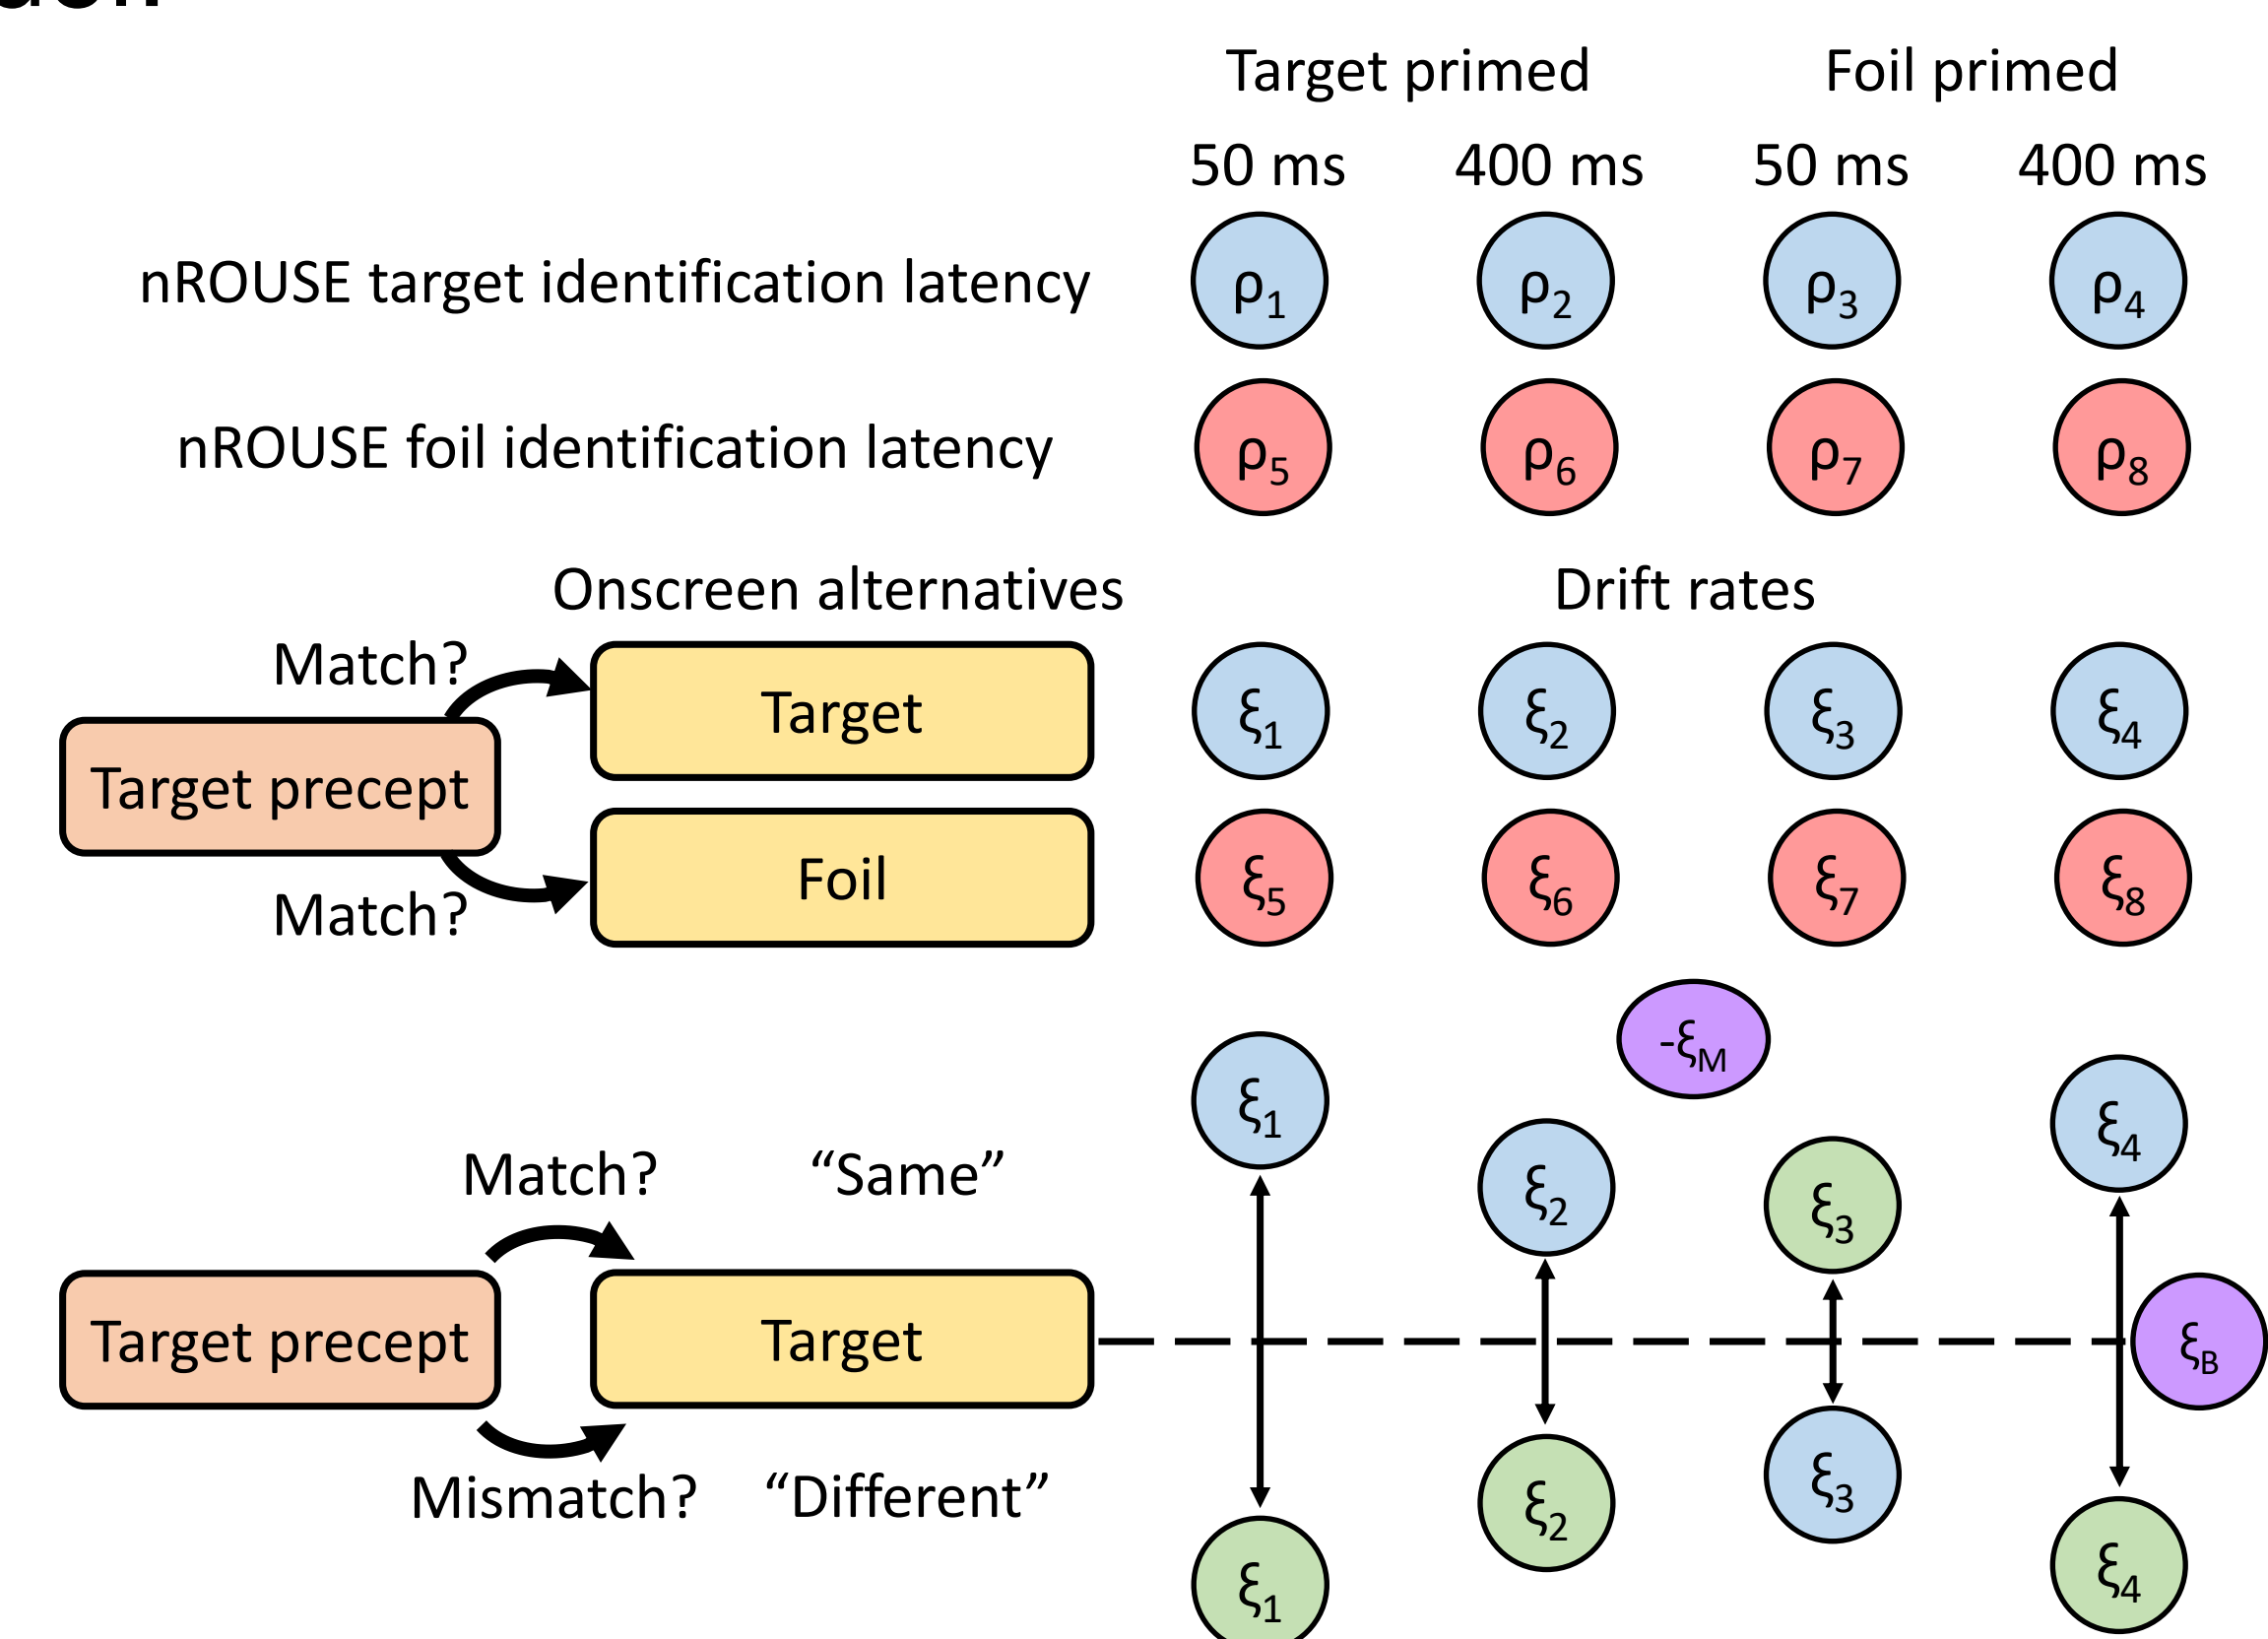 Target primed Foil primed
50 ms 400 ms 50 ms 400 ms
nROUSE target identification latency ρ1 ρ2 ρ3 ρ4
nROUSE foil identification latency ρ5 ρ6 ρ7 ρ8
Onscreen alternatives Drift rates
Match?
Target ξ1 ξ2 ξ3 ξ4
Target precept
Foil ξ5 ξ6 ξ7 ξ8
Match?
-ξM
ξ1 ξ2 ξ3 ξ4
Match? “Same”
Target precept Target ξB
Mismatch? “Different”
ξ1 ξ2 ξ3 ξ4